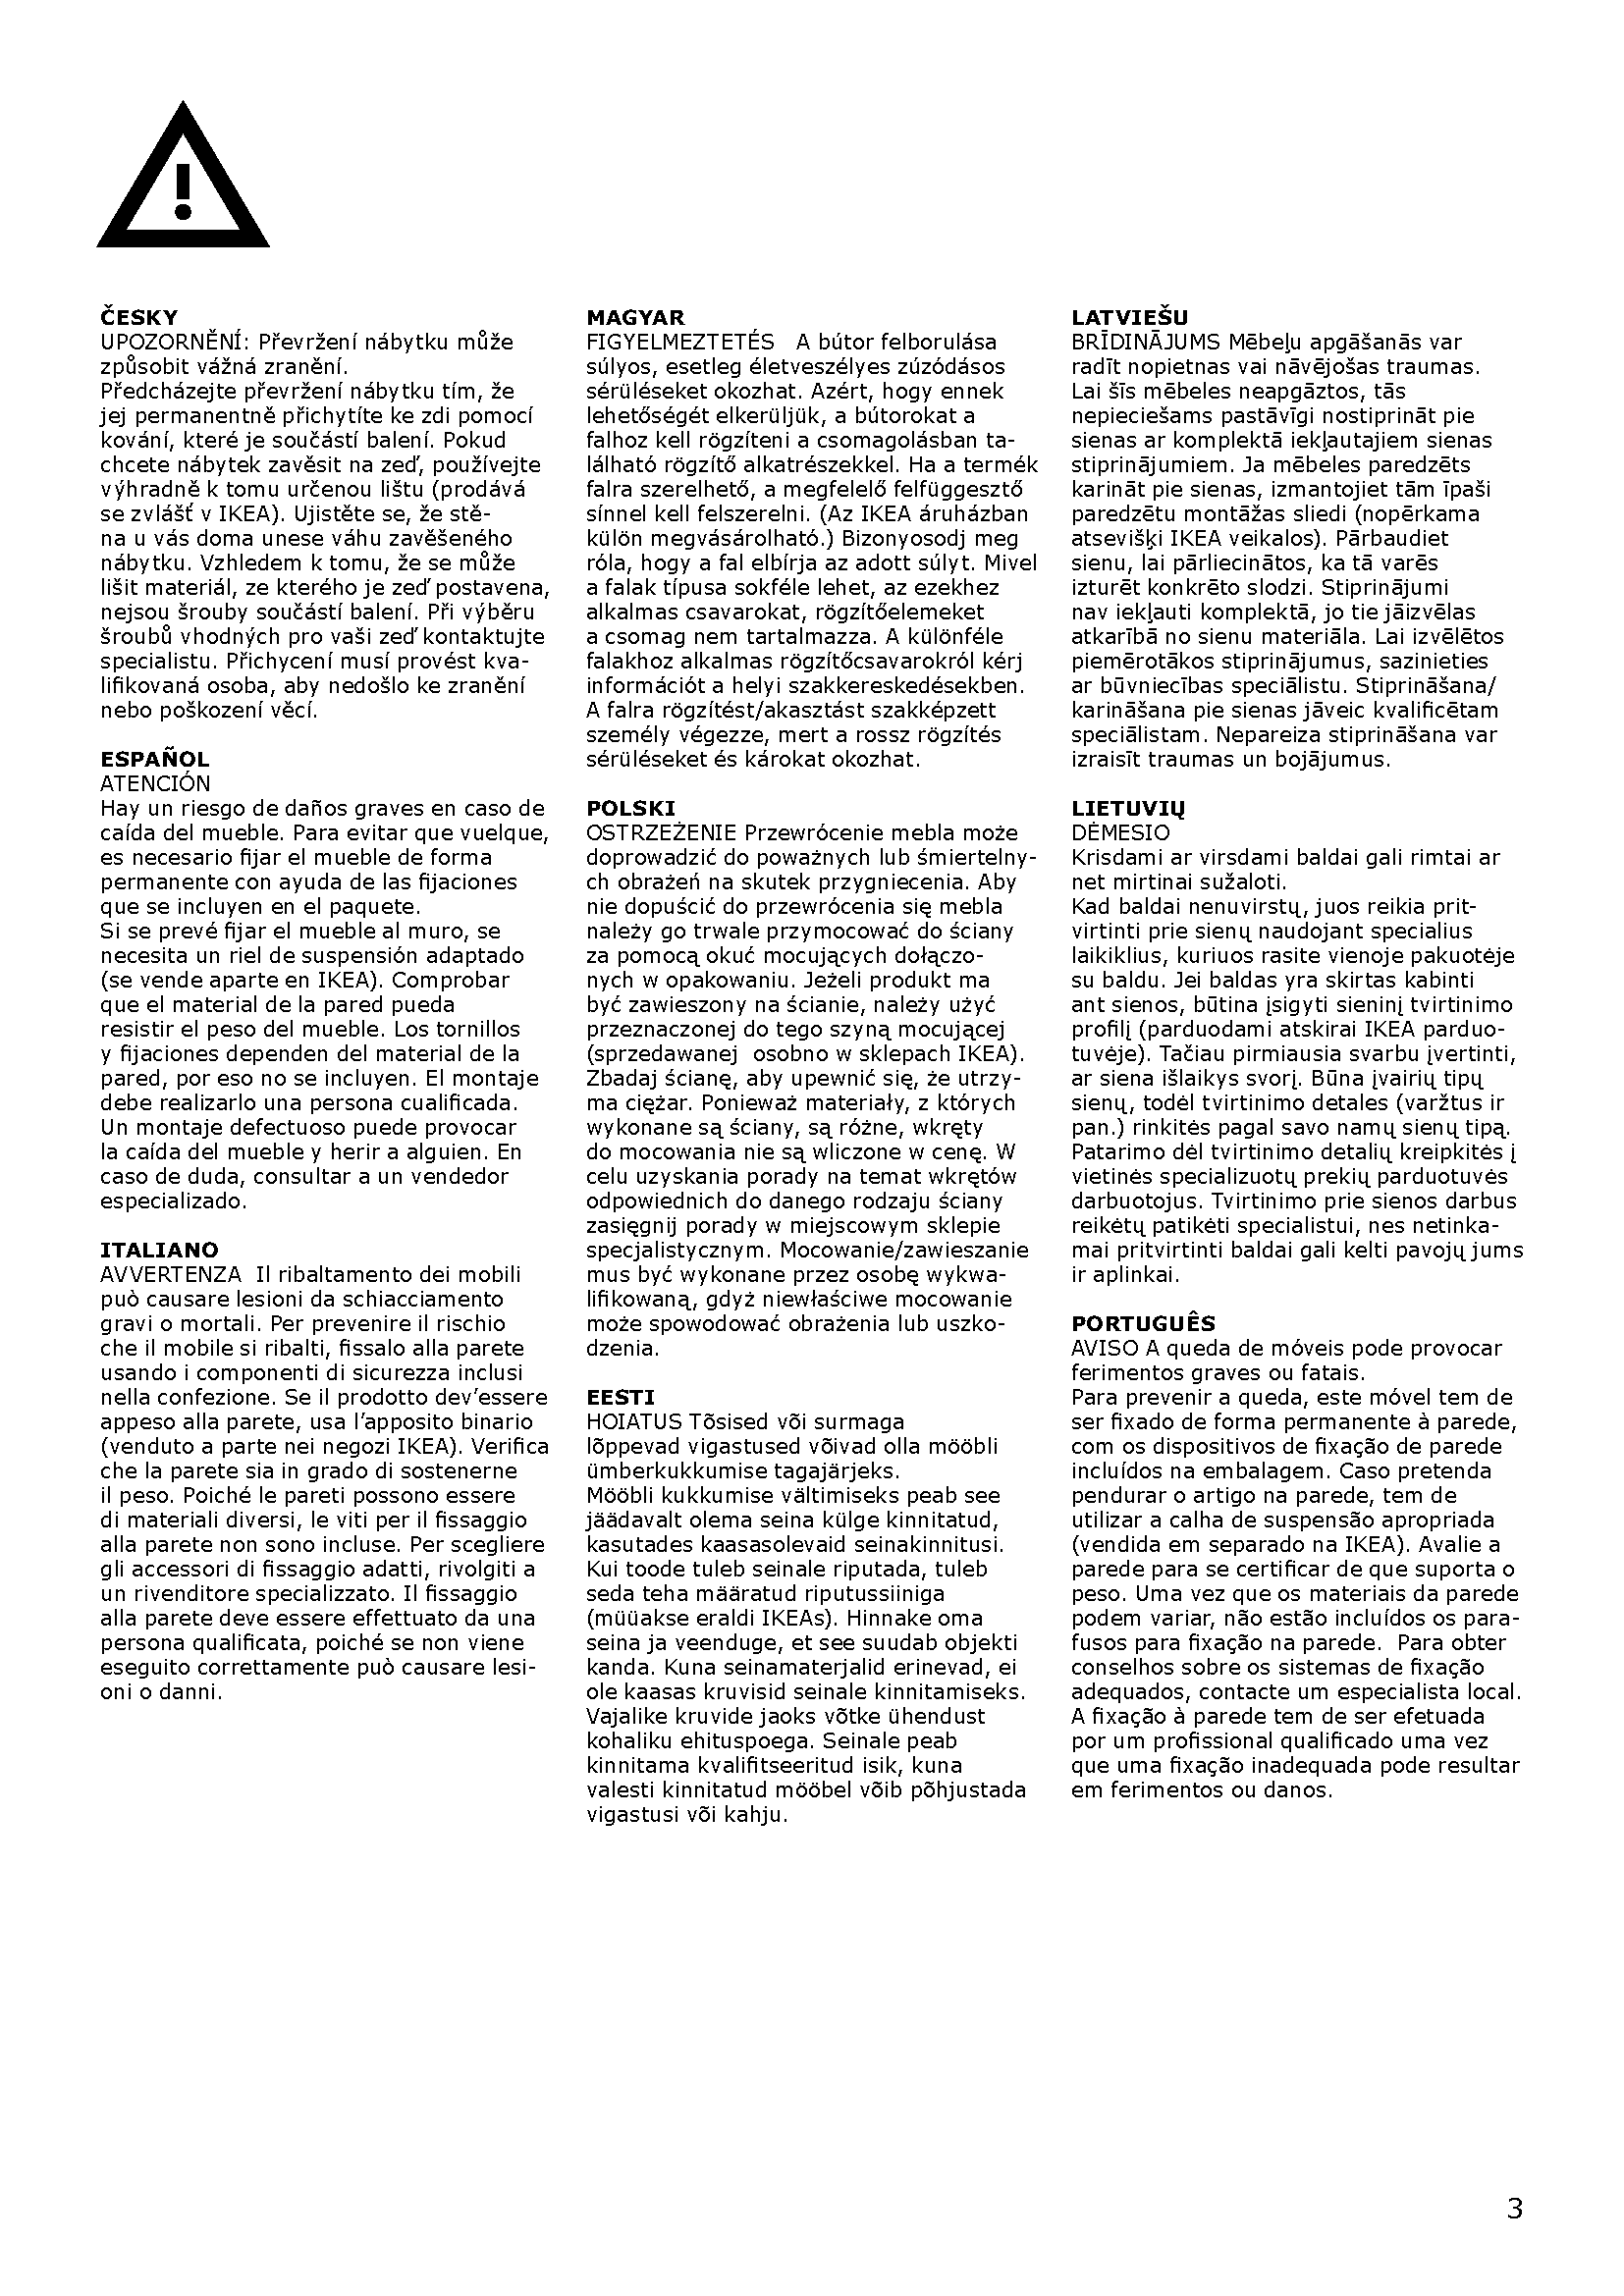 ČESKY
UPOZORNĚNÍ: Převržení nábytku může
způsobit vážná zranění.
Předcházejte převržení nábytku tím, že
jej permanentně přichytíte ke zdi pomocí
kování, které je součástí balení. Pokud
chcete nábytek zavěsit na zeď, používejte
výhradně k tomu určenou lištu (prodává
se zvlášť v IKEA). Ujistěte se, že stě-
na u vás doma unese váhu zavěšeného
nábytku. Vzhledem k tomu, že se může
lišit materiál, ze kterého je zeď postavena,
nejsou šrouby součástí balení. Při výběru
šroubů vhodných pro vaši zeď kontaktujte
specialistu. Přichycení musí provést kva-
lifikovaná osoba, aby nedošlo ke zranění
nebo poškození věcí.
ESPAÑOL
ATENCIÓN
Hay un riesgo de daños graves en caso de
caída del mueble. Para evitar que vuelque,
es necesario fijar el mueble de forma
permanente con ayuda de las fijaciones
que se incluyen en el paquete.
Si se prevé fijar el mueble al muro, se
necesita un riel de suspensión adaptado
(se vende aparte en IKEA). Comprobar
que el material de la pared pueda
resistir el peso del mueble. Los tornillos
y fijaciones dependen del material de la
pared, por eso no se incluyen. El montaje
debe realizarlo una persona cualificada.
Un montaje defectuoso puede provocar
la caída del mueble y herir a alguien. En
caso de duda, consultar a un vendedor
especializado.
ITALIANO
AVVERTENZA  Il ribaltamento dei mobili
può causare lesioni da schiacciamento
gravi o mortali. Per prevenire il rischio
che il mobile si ribalti, fissalo alla parete
usando i componenti di sicurezza inclusi
nella confezione. Se il prodotto dev’essere
appeso alla parete, usa l’apposito binario
(venduto a parte nei negozi IKEA). Verifica
che la parete sia in grado di sostenerne
il peso. Poiché le pareti possono essere
di materiali diversi, le viti per il fissaggio
alla parete non sono incluse. Per scegliere
gli accessori di fissaggio adatti, rivolgiti a
un rivenditore specializzato. Il fissaggio
alla parete deve essere effettuato da una
persona qualificata, poiché se non viene
eseguito correttamente può causare lesi-
oni o danni.
MAGYAR
FIGYELMEZTETÉS   A bútor felborulása
súlyos, esetleg életveszélyes zúzódásos
sérüléseket okozhat. Azért, hogy ennek
lehetőségét elkerüljük, a bútorokat a
falhoz kell rögzíteni a csomagolásban ta-
lálható rögzítő alkatrészekkel. Ha a termék
falra szerelhető, a megfelelő felfüggesztő
sínnel kell felszerelni. (Az IKEA áruházban
külön megvásárolható.) Bizonyosodj meg
róla, hogy a fal elbírja az adott súlyt. Mivel
a falak típusa sokféle lehet, az ezekhez
alkalmas csavarokat, rögzítőelemeket
a csomag nem tartalmazza. A különféle
falakhoz alkalmas rögzítőcsavarokról kérj
információt a helyi szakkereskedésekben.
A falra rögzítést/akasztást szakképzett
személy végezze, mert a rossz rögzítés
sérüléseket és károkat okozhat.
POLSKI
OSTRZEŻENIE Przewrócenie mebla może
doprowadzić do poważnych lub śmiertelny-
ch obrażeń na skutek przygniecenia. Aby
nie dopuścić do przewrócenia się mebla
należy go trwale przymocować do ściany
za pomocą okuć mocujących dołączo-
nych w opakowaniu. Jeżeli produkt ma
być zawieszony na ścianie, należy użyć
przeznaczonej do tego szyną mocującej
(sprzedawanej  osobno w sklepach IKEA).
Zbadaj ścianę, aby upewnić się, że utrzy-
ma ciężar. Ponieważ materiały, z których
wykonane są ściany, są różne, wkręty
do mocowania nie są wliczone w cenę. W
celu uzyskania porady na temat wkrętów
odpowiednich do danego rodzaju ściany
zasięgnij porady w miejscowym sklepie
specjalistycznym. Mocowanie/zawieszanie
mus być wykonane przez osobę wykwa-
lifikowaną, gdyż niewłaściwe mocowanie
może spowodować obrażenia lub uszko-
dzenia.
EESTI
HOIATUS Tõsised või surmaga
lõppevad vigastused võivad olla mööbli
ümberkukkumise tagajärjeks.
Mööbli kukkumise vältimiseks peab see
jäädavalt olema seina külge kinnitatud,
kasutades kaasasolevaid seinakinnitusi.
Kui toode tuleb seinale riputada, tuleb
seda teha määratud riputussiiniga
(müüakse eraldi IKEAs). Hinnake oma
seina ja veenduge, et see suudab objekti
kanda. Kuna seinamaterjalid erinevad, ei
ole kaasas kruvisid seinale kinnitamiseks.
Vajalike kruvide jaoks võtke ühendust
kohaliku ehituspoega. Seinale peab
kinnitama kvalifitseeritud isik, kuna
valesti kinnitatud mööbel võib põhjustada
vigastusi või kahju.
LATVIEŠU
BRĪDINĀJUMS Mēbeļu apgāšanās var
radīt nopietnas vai nāvējošas traumas.
Lai šīs mēbeles neapgāztos, tās
nepieciešams pastāvīgi nostiprināt pie
sienas ar komplektā iekļautajiem sienas
stiprinājumiem. Ja mēbeles paredzēts
karināt pie sienas, izmantojiet tām īpaši
paredzētu montāžas sliedi (nopērkama
atsevišķi IKEA veikalos). Pārbaudiet
sienu, lai pārliecinātos, ka tā varēs
izturēt konkrēto slodzi. Stiprinājumi
nav iekļauti komplektā, jo tie jāizvēlas
atkarībā no sienu materiāla. Lai izvēlētos
piemērotākos stiprinājumus, sazinieties
ar būvniecības speciālistu. Stiprināšana/
karināšana pie sienas jāveic kvalificētam
speciālistam. Nepareiza stiprināšana var
izraisīt traumas un bojājumus.
LIETUVIŲ
DĖMESIO
Krisdami ar virsdami baldai gali rimtai ar
net mirtinai sužaloti.
Kad baldai nenuvirstų, juos reikia prit-
virtinti prie sienų naudojant specialius
laikiklius, kuriuos rasite vienoje pakuotėje
su baldu. Jei baldas yra skirtas kabinti
ant sienos, būtina įsigyti sieninį tvirtinimo
profilį (parduodami atskirai IKEA parduo-
tuvėje). Tačiau pirmiausia svarbu įvertinti,
ar siena išlaikys svorį. Būna įvairių tipų
sienų, todėl tvirtinimo detales (varžtus ir
pan.) rinkitės pagal savo namų sienų tipą.
Patarimo dėl tvirtinimo detalių kreipkitės į
vietinės specializuotų prekių parduotuvės
darbuotojus. Tvirtinimo prie sienos darbus
reikėtų patikėti specialistui, nes netinka-
mai pritvirtinti baldai gali kelti pavojų jums
ir aplinkai.
PORTUGUÊS
AVISO A queda de móveis pode provocar
ferimentos graves ou fatais.
Para prevenir a queda, este móvel tem de
ser fixado de forma permanente à parede,
com os dispositivos de fixação de parede
incluídos na embalagem. Caso pretenda
pendurar o artigo na parede, tem de
utilizar a calha de suspensão apropriada
(vendida em separado na IKEA). Avalie a
parede para se certificar de que suporta o
peso. Uma vez que os materiais da parede
podem variar, não estão incluídos os para-
fusos para fixação na parede.  Para obter
conselhos sobre os sistemas de fixação
adequados, contacte um especialista local.
A fixação à parede tem de ser efetuada
por um profissional qualificado uma vez
que uma fixação inadequada pode resultar
em ferimentos ou danos.
3